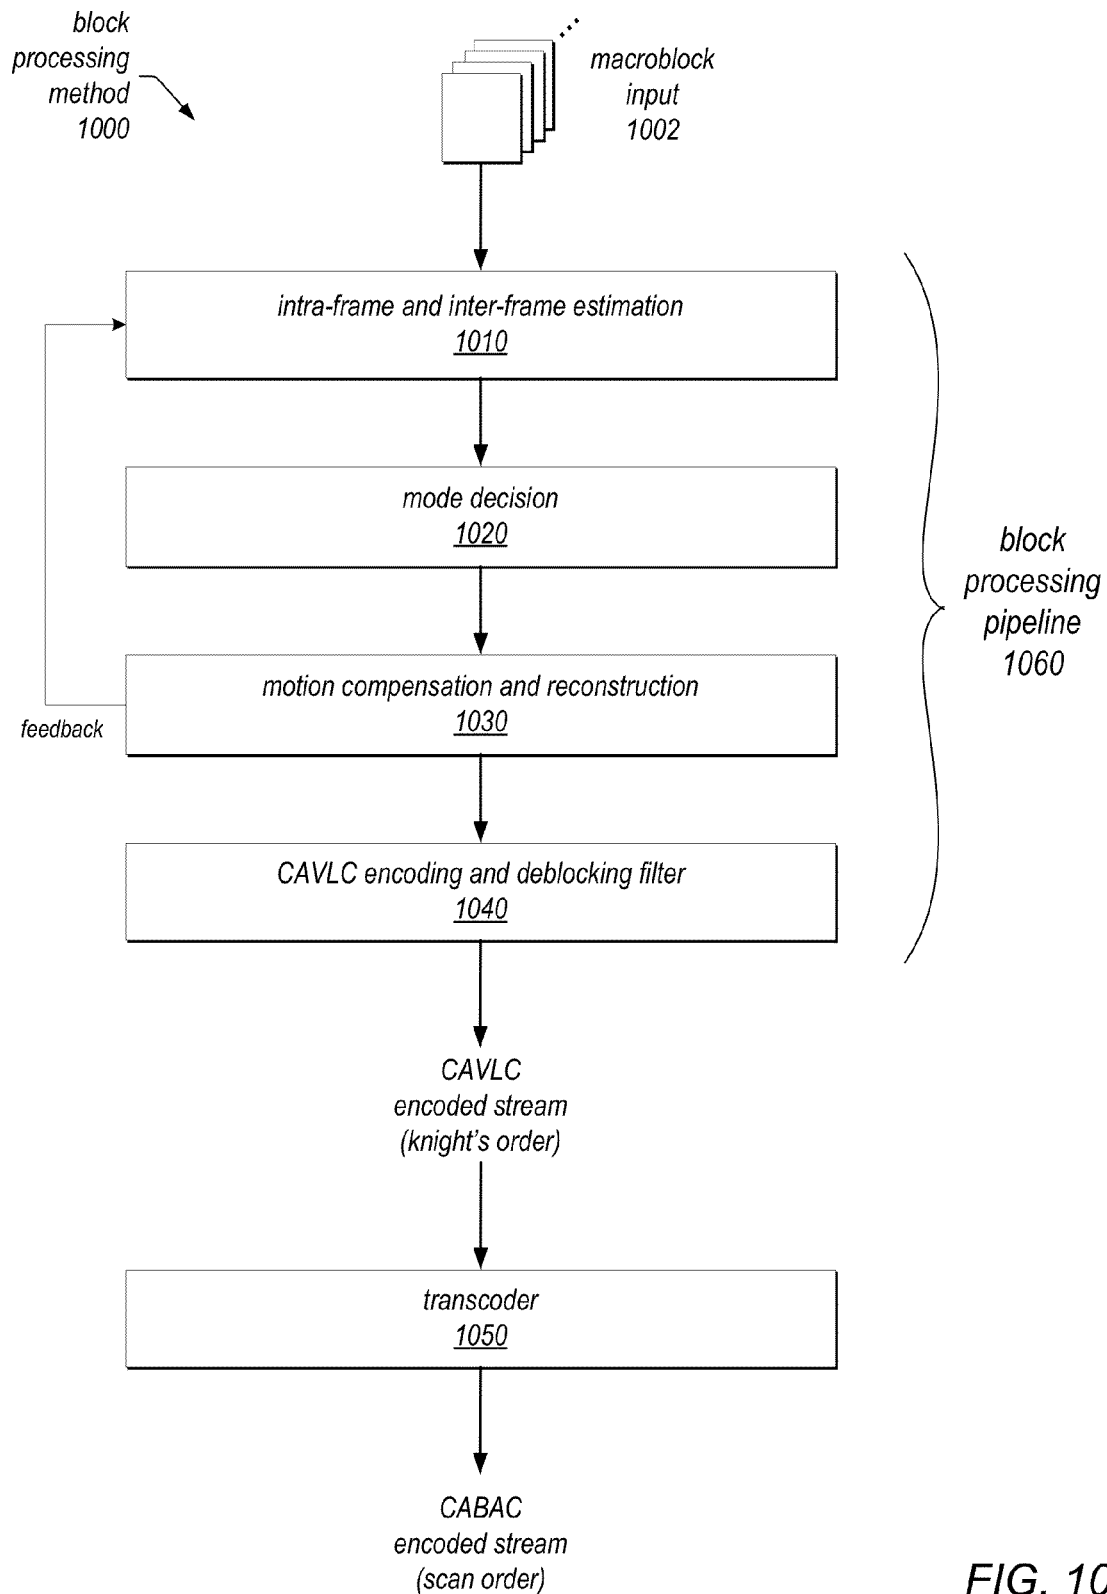 block
processing
method
1000
macroblock
input
1002
intra-frame and inter-frame estimation
1010
mode decision
1020
motion compensation and reconstruction
1030
feedback
CAVLC encoding and deblocking filter
1040
block
processing
pipeline
1060
CAVLC
encoded stream
(knight's order)
transcoder
1050
CABAC
encoded stream
(scan order)
FIG. 10